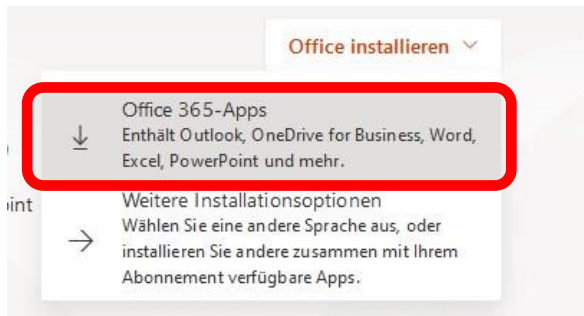 Office installieren
Office 365-Apps
Enthält Outlook, OneDrive for Business, Word,
Excel, PowerPoint und mehr.
oint
Weitere Installationsoptionen
Wählen Sie eine andere Sprache aus, oder
installieren Sie andere zusammen mit Ihrem
Abonnement verfügbare Apps.